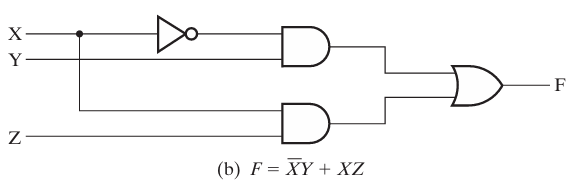 X
Y
F
Z
(b) F = X̅Y + XZ